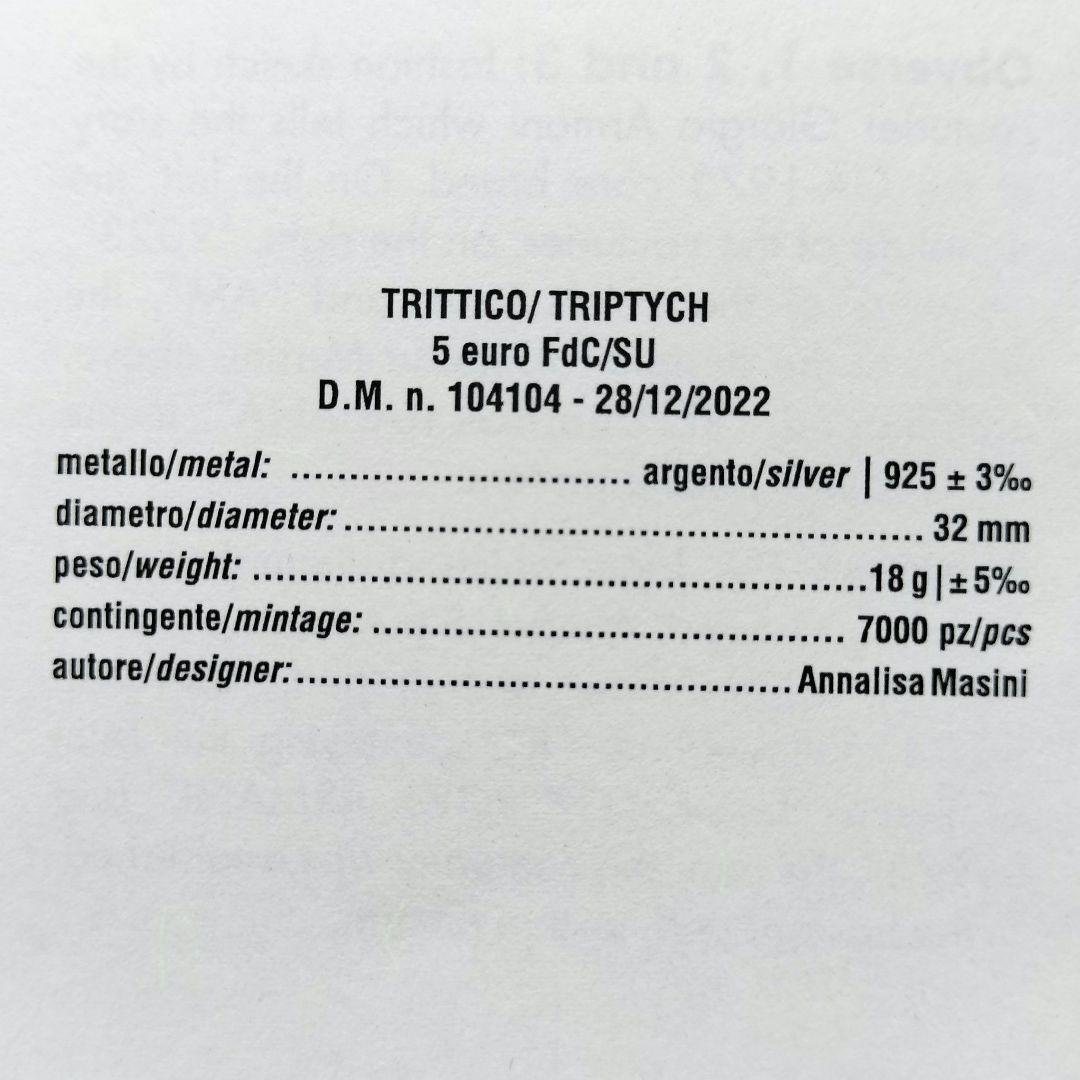 TRITTICO/ TRIPTYCH
5 euro FdC/SU
D.M. n. 104104 - 28/12/2022
metallo/metal: ............................. argento/silver | 925 ± 3‰
diametro/diameter: ................................................. 32 mm
peso/weight: ....................................................18 g | ± 5‰
contingente/mintage: ........................................ 7000 pz/pcs
autore/designer: .......................................... Annalisa Masini